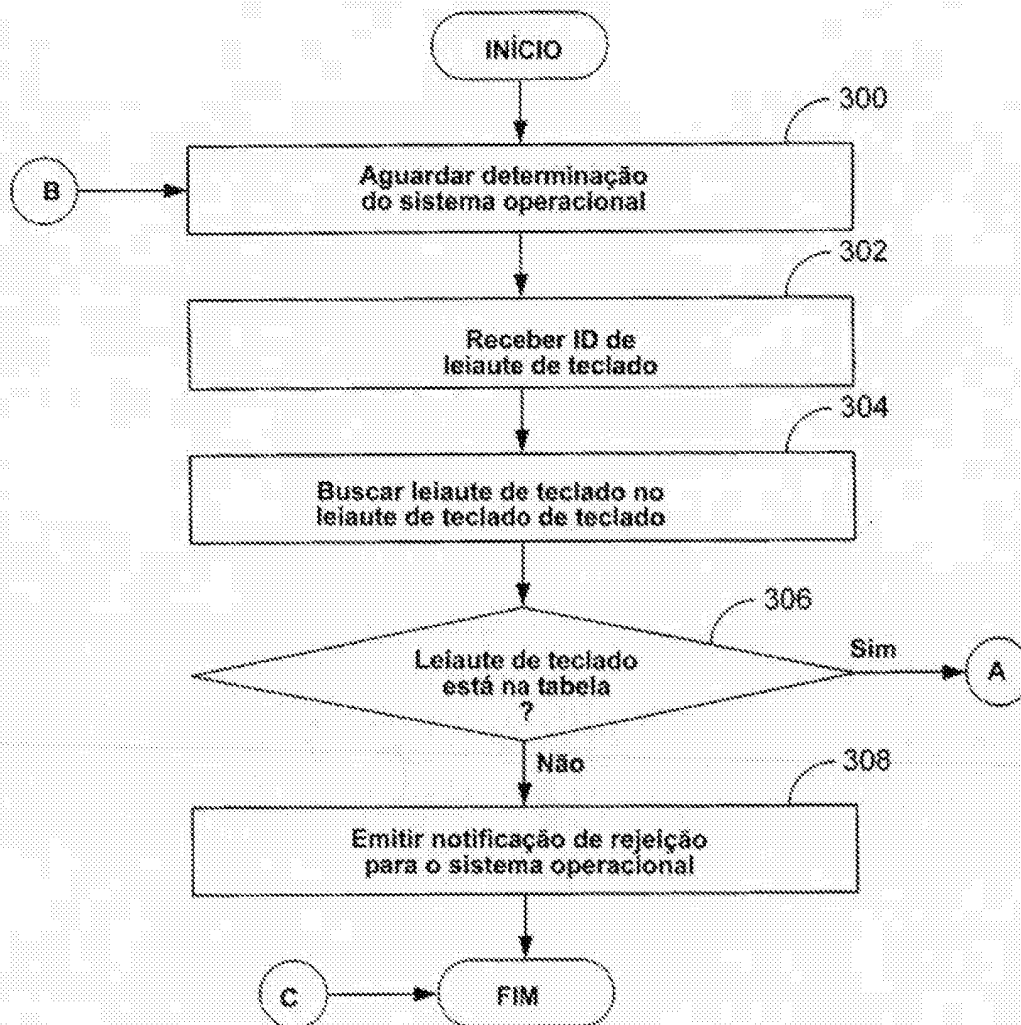 INÍCIO
300
B
Aguardar determinação
do sistema operacional
302
Receber ID de
leiaute de teclado
304
Buscar leiaute de teclado no
leiaute de teclado de teclado
306
Leiaute de teclado
está na tabela
?
Sim
A
Não
308
Emitir notificação de rejeição
para o sistema operacional
C
FIM